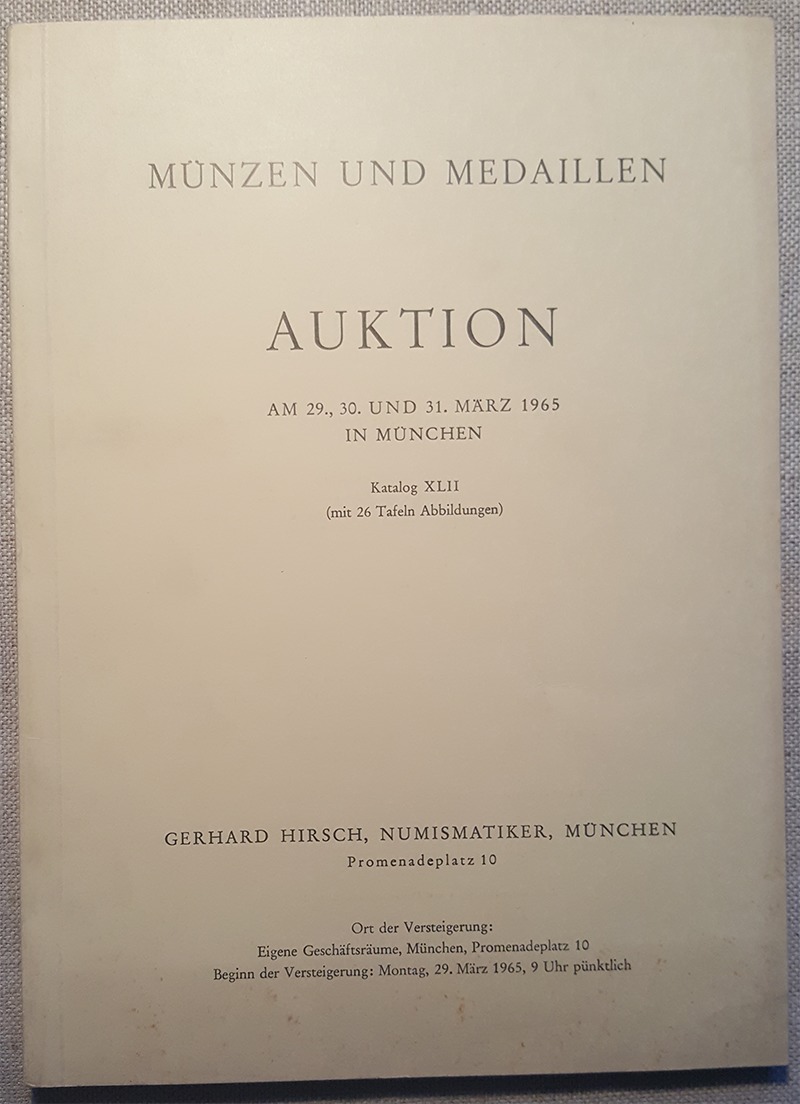 MÜNZEN UND MEDAILLEN
AUKTION
AM 29., 30. UND 31. MÄRZ 1965
IN MÜNCHEN
Katalog XLII
(mit 26 Tafeln Abbildungen)
GERHARD HIRSCH, NUMISMATIKER, MÜNCHEN
Promenadeplatz 10
Ort der Versteigerung:
Eigene Geschäftsräume, München, Promenadeplatz 10
Beginn der Versteigerung: Montag, 29. März 1965, 9 Uhr pünktlich